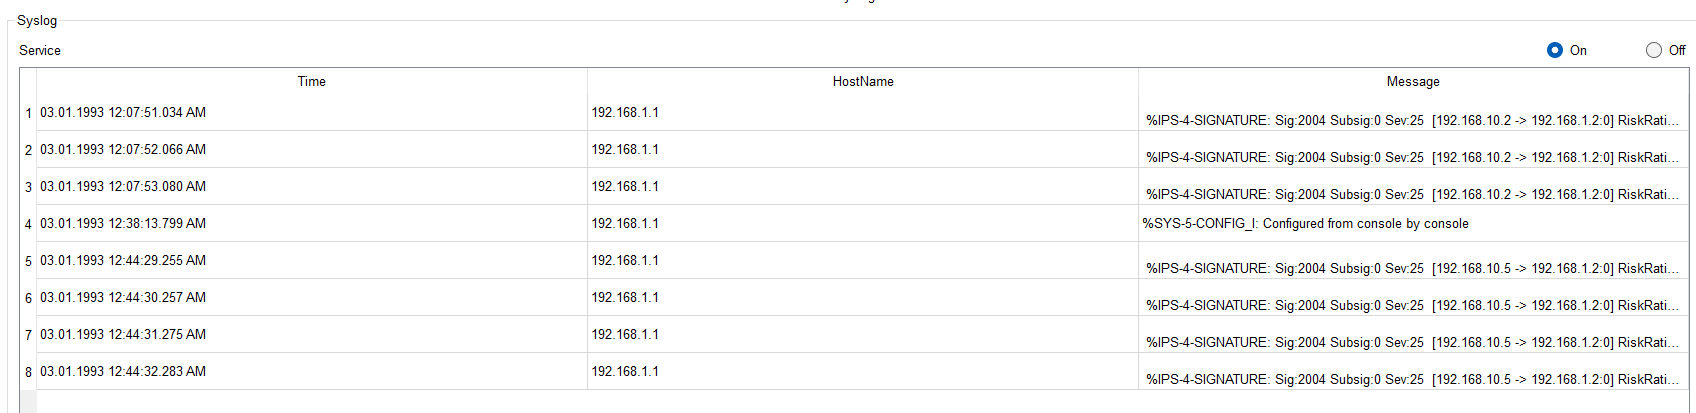 Syslog
Service On Off
Time HostName Message
1 03.01.1993 12:07:51.034 AM 192.168.1.1 %IPS-4-SIGNATURE: Sig:2004 Subsig:0 Sev:25 [192.168.10.2 -> 192.168.1.2:0] RiskRati...
2 03.01.1993 12:07:52.066 AM 192.168.1.1 %IPS-4-SIGNATURE: Sig:2004 Subsig:0 Sev:25 [192.168.10.2 -> 192.168.1.2:0] RiskRati...
3 03.01.1993 12:07:53.080 AM 192.168.1.1 %IPS-4-SIGNATURE: Sig:2004 Subsig:0 Sev:25 [192.168.10.2 -> 192.168.1.2:0] RiskRati...
4 03.01.1993 12:38:13.799 AM 192.168.1.1 %SYS-5-CONFIG_I: Configured from console by console
5 03.01.1993 12:44:29.255 AM 192.168.1.1 %IPS-4-SIGNATURE: Sig:2004 Subsig:0 Sev:25 [192.168.10.5 -> 192.168.1.2:0] RiskRati...
6 03.01.1993 12:44:30.257 AM 192.168.1.1 %IPS-4-SIGNATURE: Sig:2004 Subsig:0 Sev:25 [192.168.10.5 -> 192.168.1.2:0] RiskRati...
7 03.01.1993 12:44:31.275 AM 192.168.1.1 %IPS-4-SIGNATURE: Sig:2004 Subsig:0 Sev:25 [192.168.10.5 -> 192.168.1.2:0] RiskRati...
8 03.01.1993 12:44:32.283 AM 192.168.1.1 %IPS-4-SIGNATURE: Sig:2004 Subsig:0 Sev:25 [192.168.10.5 -> 192.168.1.2:0] RiskRati...